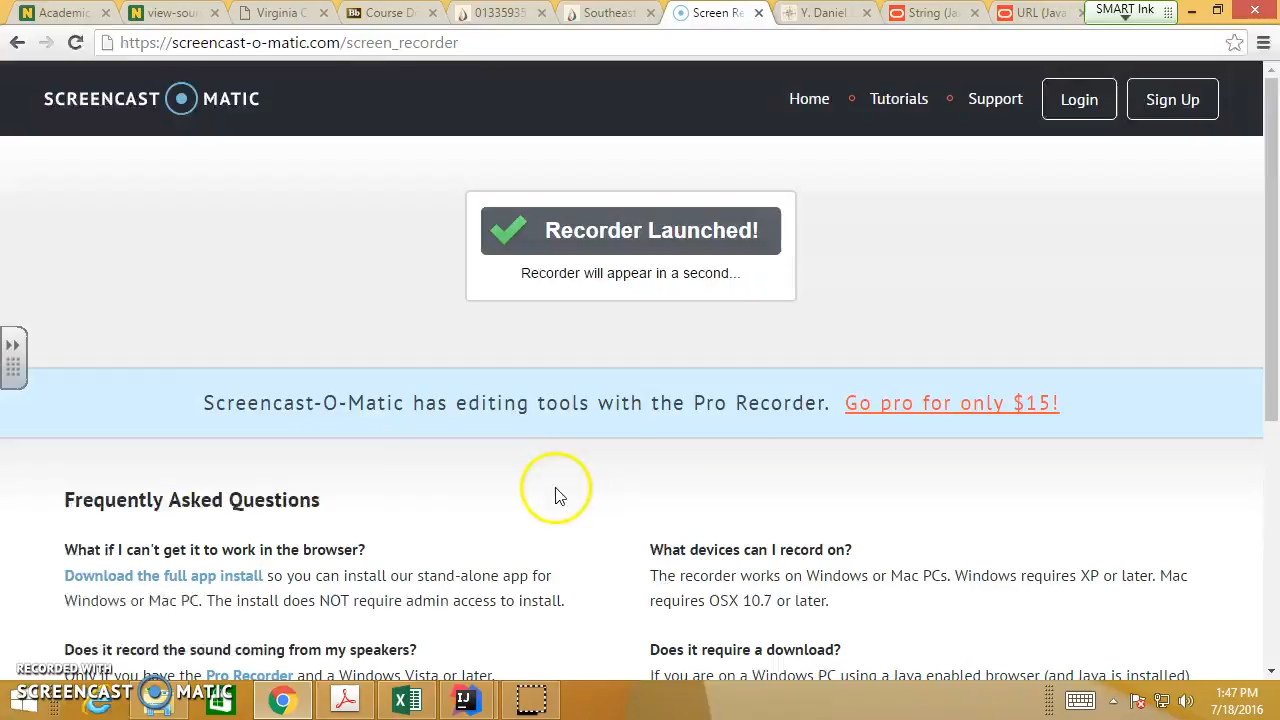 Academic
view-sour
Virginia C
Course De
01335935
Southeast
Screen Re
Y. Daniel
String (Jav
URL (Java
SMART Ink
https://screencast-o-matic.com/screen_recorder
SCREENCAST MATIC
Home
Tutorials
Support
Login
Sign Up
Recorder Launched!
Recorder will appear in a second...
Screencast-O-Matic has editing tools with the Pro Recorder. Go pro for only $15!
Frequently Asked Questions
What if I can't get it to work in the browser?
Download the full app install so you can install our stand-alone app for
Windows or Mac PC. The install does NOT require admin access to install.
What devices can I record on?
The recorder works on Windows or Mac PCs. Windows requires XP or later. Mac
requires OSX 10.7 or later.
Does it record the sound coming from my speakers?
Only if you have the Pro Recorder and a Windows Vista or later.
Does it require a download?
If you are on a Windows PC using a Java enabled browser (and Java is installed)
RECORDED WITH
SCREENCAST MATIC
1:47 PM
7/18/2016